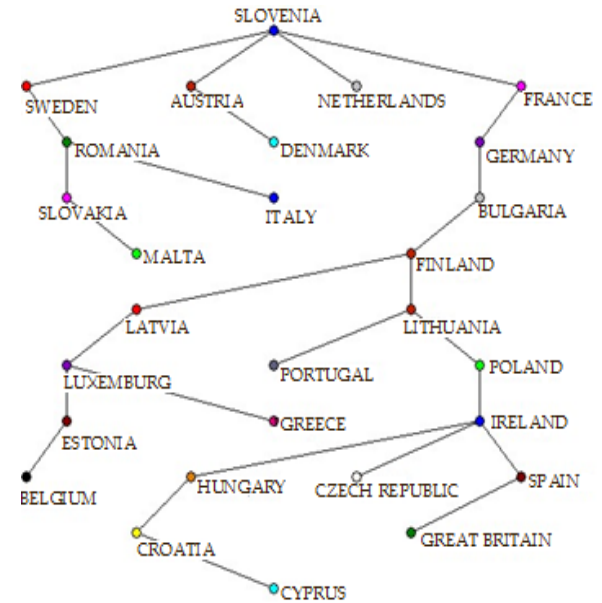 SLOVENIA
SWEDEN
AUSTRIA
NETHERLANDS
FRANCE
ROMANIA
DENMARK
GERMANY
SLOVAKIA
ITALY
BULGARIA
MALTA
FINLAND
LATVIA
LITHUANIA
LUXEMBURG
PORTUGAL
POLAND
ESTONIA
GREECE
IRELAND
BELGIUM
HUNGARY
CZECH REPUBLIC
SPAIN
CROATIA
GREAT BRITAIN
CYPRUS